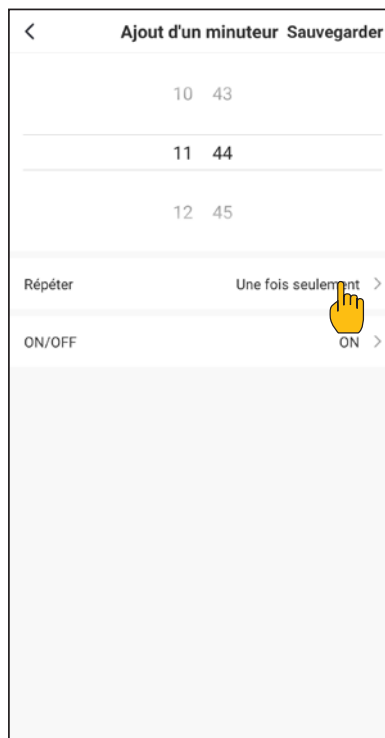 Ajout d'un minuteur Sauvegarder
10 43
11 44
12 45
Répéter Une fois seulement
ON/OFF ON